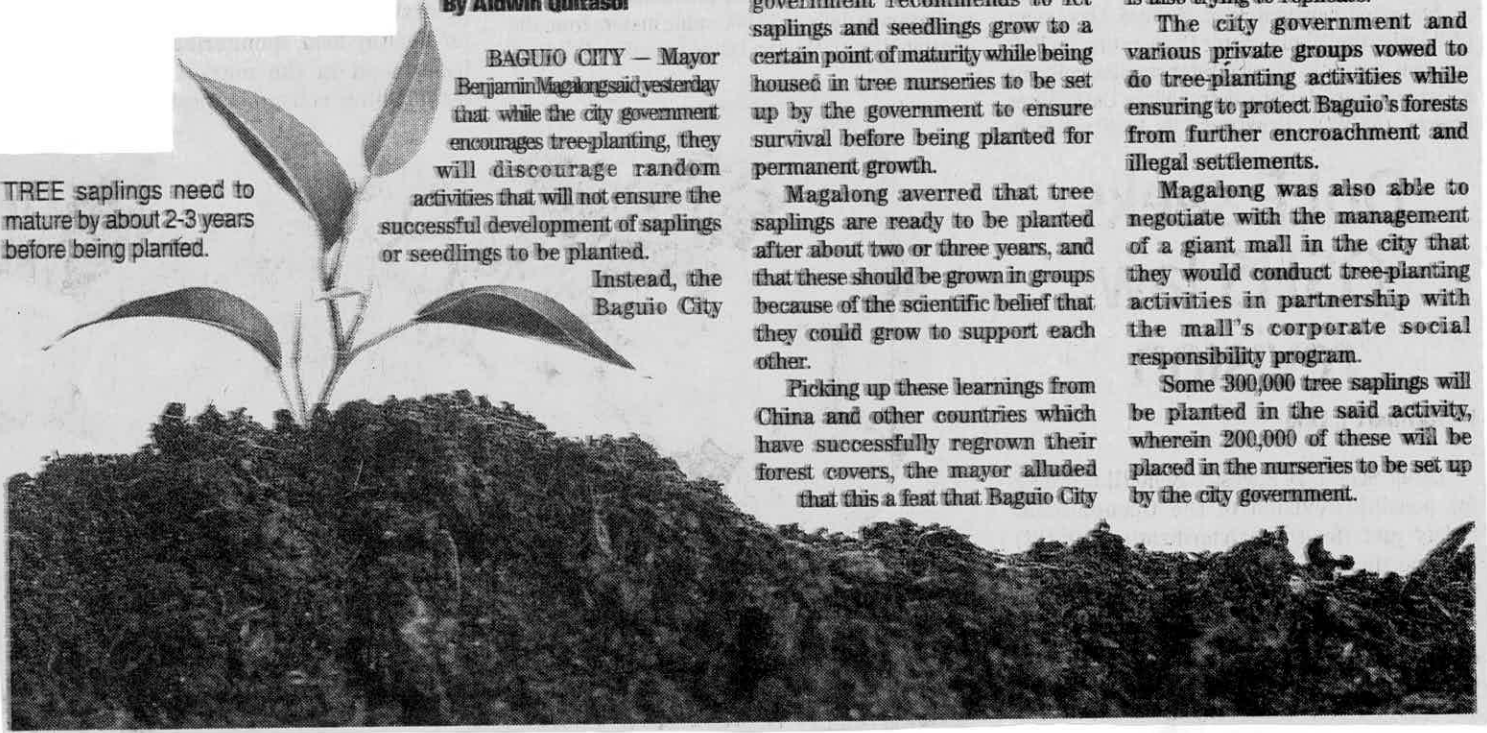 By Aldwin Quitasol
BAGUIO CITY — Mayor
Benjamin Magalong said yesterday
that while the city government
encourages tree-planting, they
will discourage random
activities that will not ensure the
successful development of saplings
or seedlings to be planted.
Instead, the
Baguio City
government recommends to let
saplings and seedlings grow to a
certain point of maturity while being
housed in tree nurseries to be set
up by the government to ensure
survival before being planted for
permanent growth.
Magalong averred that tree
saplings are ready to be planted
after about two or three years, and
that these should be grown in groups
because of the scientific belief that
they could grow to support each
other.
Picking up these learnings from
China and other countries which
have successfully regrown their
forest covers, the mayor alluded
that this a feat that Baguio City
is also trying to replicate.
The city government and
various private groups vowed to
do tree-planting activities while
ensuring to protect Baguio's forests
from further encroachment and
illegal settlements.
Magalong was also able to
negotiate with the management
of a giant mall in the city that
they would conduct tree-planting
activities in partnership with
the mall's corporate social
responsibility program.
Some 300,000 tree saplings will
be planted in the said activity,
wherein 200,000 of these will be
placed in the nurseries to be set up
by the city government.
TREE saplings need to
mature by about 2-3 years
before being planted.